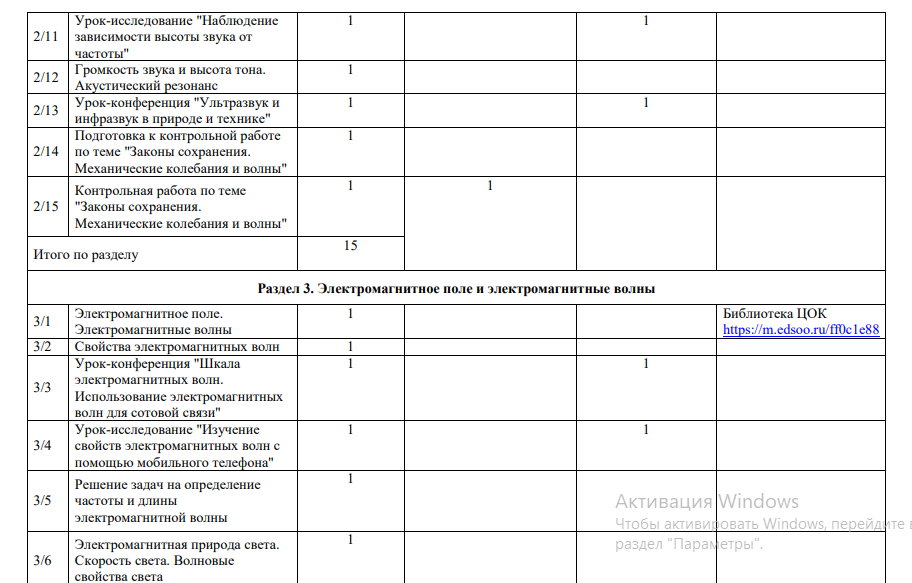 2/11
Урок-исследование "Наблюдение
зависимости высоты звука от
частоты"
1
1
2/12
Громкость звука и высота тона.
Акустический резонанс
1
2/13
Урок-конференция "Ультразвук и
инфразвук в природе и технике"
1
1
2/14
Подготовка к контрольной работе
по теме "Законы сохранения.
Механические колебания и волны"
1
2/15
Контрольная работа по теме
"Законы сохранения.
Механические колебания и волны"
1
1
Итого по разделу
15
Раздел 3. Электромагнитное поле и электромагнитные волны
3/1
Электромагнитное поле.
Электромагнитные волны
1
Библиотека ЦОК
https://m.edsoo.ru/ff0c1e88
3/2
Свойства электромагнитных волн
1
3/3
Урок-конференция "Шкала
электромагнитных волн.
Использование электромагнитных
волн для сотовой связи"
1
1
3/4
Урок-исследование "Изучение
свойств электромагнитных волн с
помощью мобильного телефона"
1
1
3/5
Решение задач на определение
частоты и длины
электромагнитной волны
1
3/6
Электромагнитная природа света.
Скорость света. Волновые
свойства света
1
Активация Windows
Чтобы активировать Windows, перейдите в
раздел "Параметры".